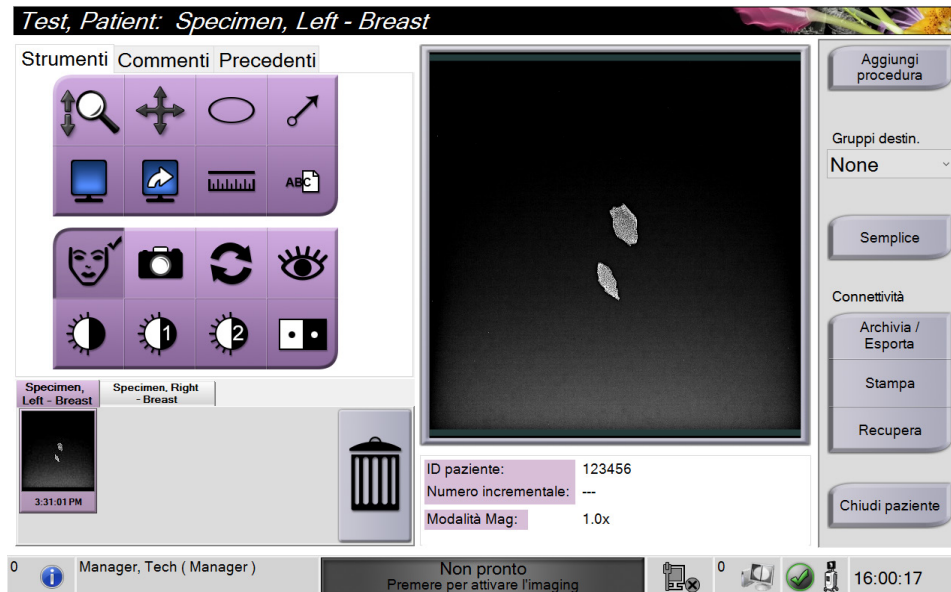 Test, Patient:  Specimen, Left - Breast
Strumenti Commenti Precedenti
ABC
1 2
Specimen,
Left - Breast
Specimen, Right
- Breast
3:31:01 PM
ID paziente: 123456
Numero incrementale: ---
Modalità Mag: 1.0x
Aggiungi
procedura
Gruppi destin.
None
Semplice
Connettività
Archivia /
Esporta
Stampa
Recupera
Chiudi paziente
0 Manager, Tech ( Manager )
Non pronto
Premere per attivare l'imaging
0 16:00:17